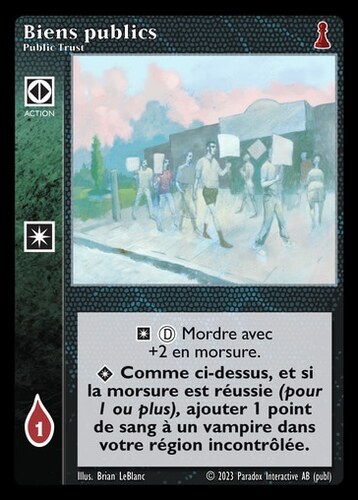 Biens publics
Public Trust
ACTION
D Mordre avec
+2 en morsure.
Comme ci-dessus, et si
la morsure est réussie (pour
1 ou plus), ajouter 1 point
de sang à un vampire dans
votre région incontrôlée.
1
Illus. Brian LeBlanc © 2023 Paradox Interactive AB (publ)